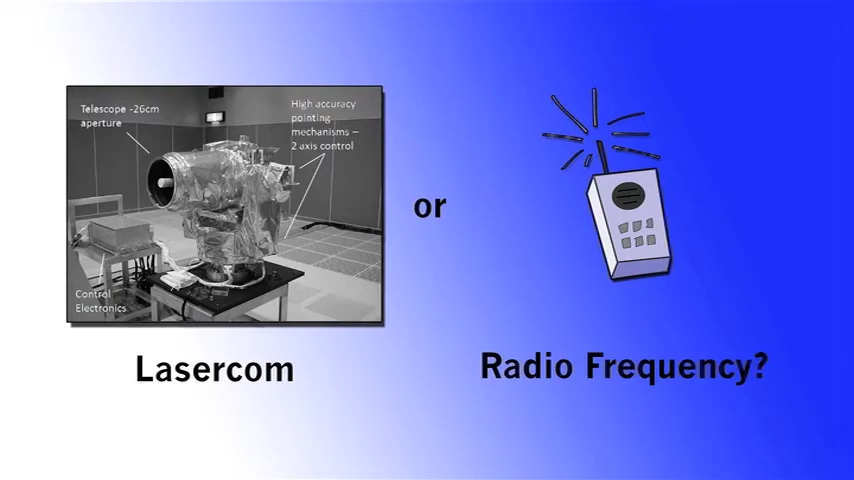 Telescope -26cm
aperture
High accuracy
pointing
mechanisms –
2 axis control
Control
Electronics
or
Lasercom
Radio Frequency?